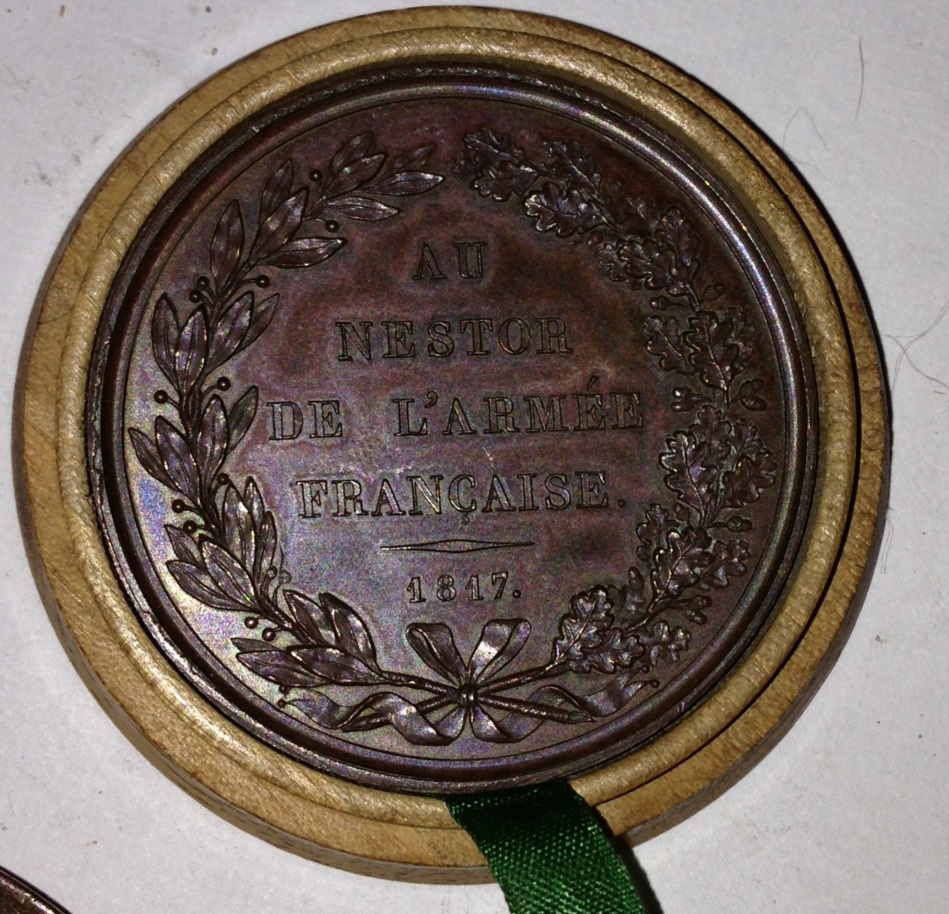 AU
NESTOR
DE L'ARMÉE
FRANÇAISE.
1817.